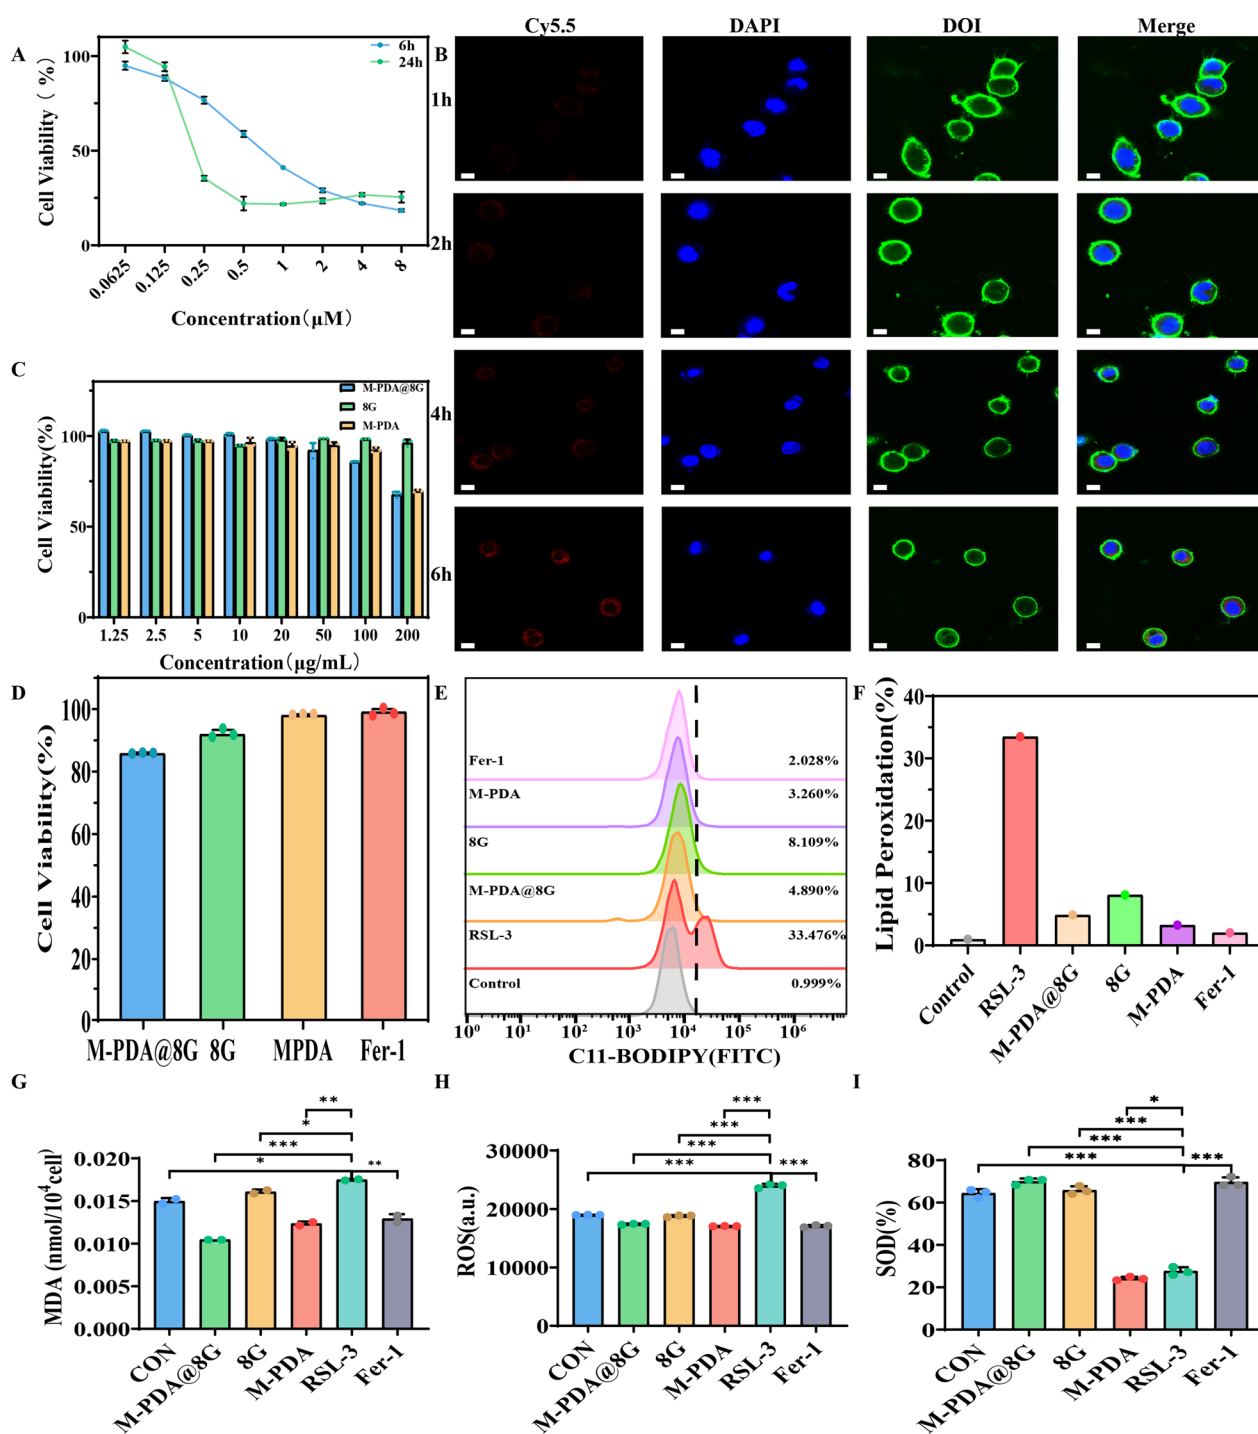 A
Cell Viability (%)
100
50
0
6h
24h
0.0625 0.125 0.25 0.5 1 2 4 8
Concentration(μM)
B
Cy5.5 DAPI DOI Merge
1h
2h
4h
6h
C
Cell Viability(%)
100
50
0
M-PDA@8G
8G
M-PDA
1.25 2.5 5 10 20 50 100 200
Concentration(μg/mL)
D
Cell Viability(%)
100
80
60
40
20
0
M-PDA@8G 8G MPDA Fer-1
E
Fer-1 2.028%
M-PDA 3.260%
8G 8.109%
M-PDA@8G 4.890%
RSL-3 33.476%
Control 0.999%
10⁰ 10¹ 10² 10³ 10⁴ 10⁵ 10⁶
C11-BODIPY(FITC)
F
Lipid Peroxidation(%)
40
30
20
10
0
Control RSL-3 M-PDA@8G 8G M-PDA Fer-1
G
MDA (nmol/10⁴cell)
0.020
0.015
0.010
0.005
0.000
**
*
***
*
**
CON M-PDA@8G 8G M-PDA RSL-3 Fer-1
H
ROS(a.u.)
30000
20000
10000
0
***
***
***
***
***
CON M-PDA@8G 8G M-PDA RSL-3 Fer-1
I
SOD(%)
80
60
40
20
0
*
***
***
***
***
CON M-PDA@8G 8G M-PDA RSL-3 Fer-1